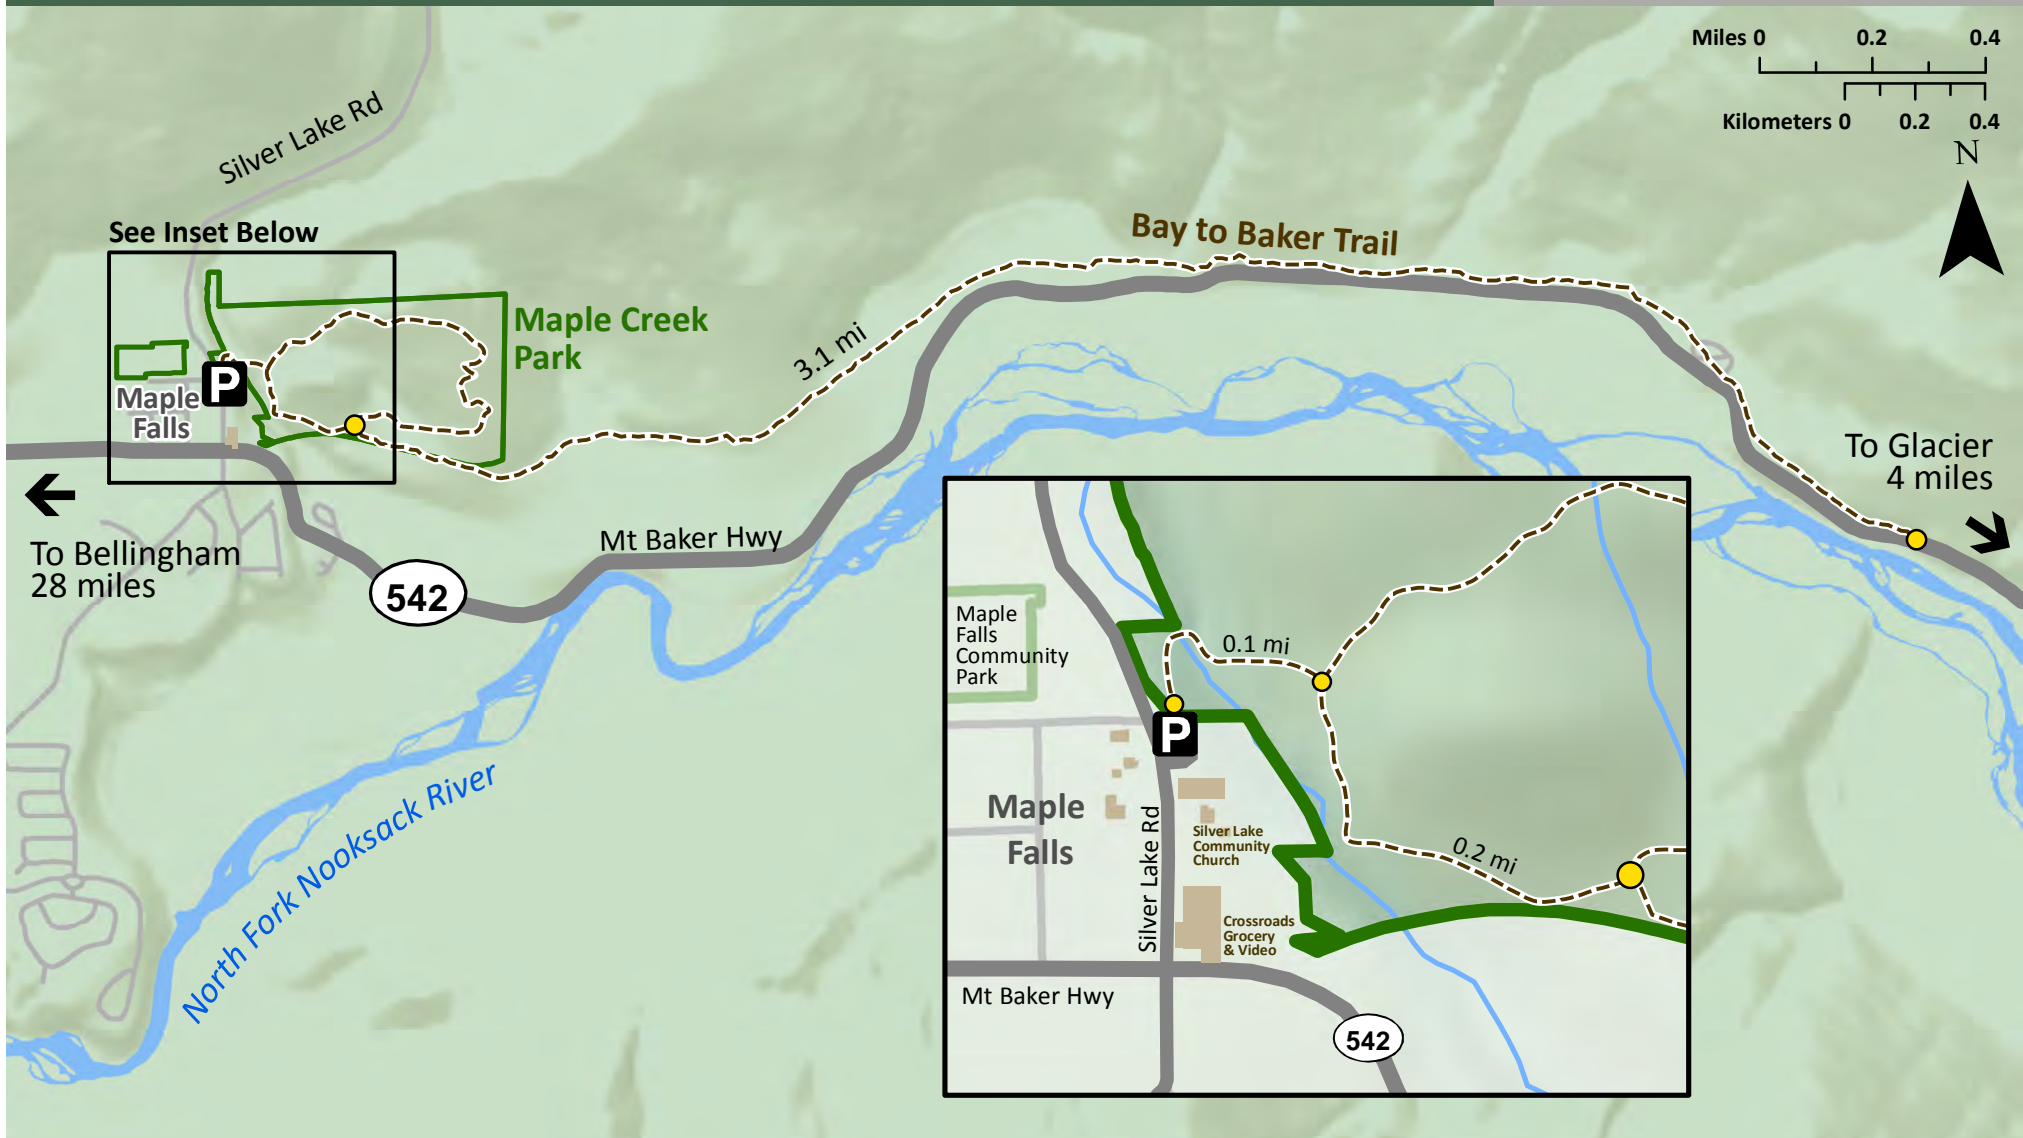 Miles 0 0.2 0.4
Kilometers 0 0.2 0.4
N
Silver Lake Rd
See Inset Below
Bay to Baker Trail
Maple Creek
Park
3.1 mi
P
Maple
Falls
To Glacier
4 miles
To Bellingham
28 miles
Mt Baker Hwy
542
North Fork Nooksack River
Maple
Falls
Community
Park
0.1 mi
P
Maple
Falls
Silver Lake Rd
Silver Lake
Community
Church
0.2 mi
Crossroads
Grocery
& Video
Mt Baker Hwy
542